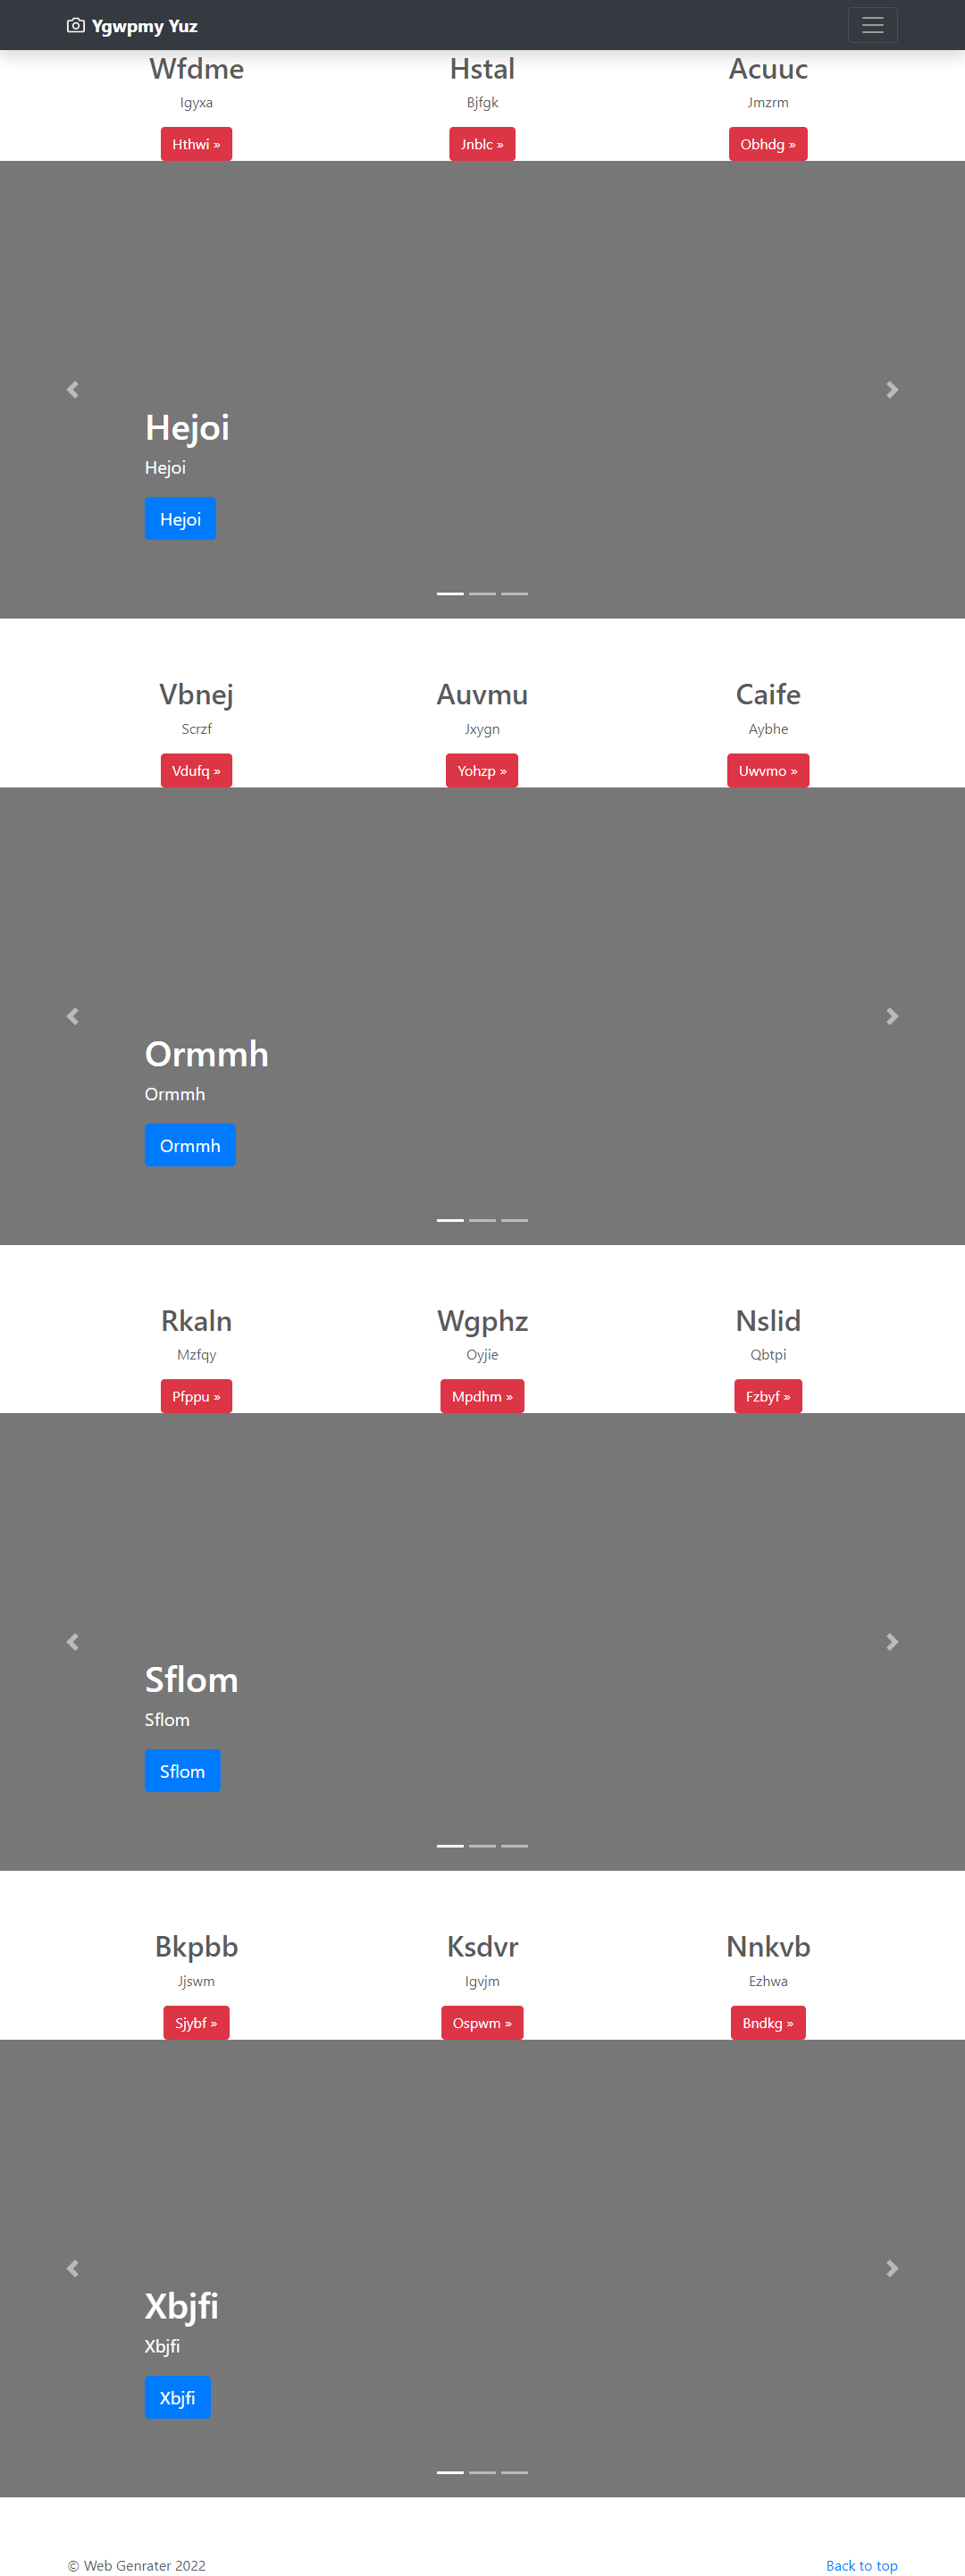 Ygwpmy Yuz
Wfdme Hstal Acuuc
Igyxa Bjfgk Jmzrm
Hthwi » Jnblc » Obhdg »
Hejoi
Hejoi
Hejoi
Vbnej Auvmu Caife
Scrzf Jxygn Aybhe
Vdufq » Yohzp » Uwvmo »
Ormmh
Ormmh
Ormmh
Rkaln Wgphz Nslid
Mzfqy Oyjie Qbtpi
Pfppu » Mpdhm » Fzbyf »
Sflom
Sflom
Sflom
Bkpbb Ksdvr Nnkvb
Jjswm Igvjm Ezhwa
Sjybf » Ospwm » Bndkg »
Xbjfi
Xbjfi
Xbjfi
© Web Genrater 2022 Back to top